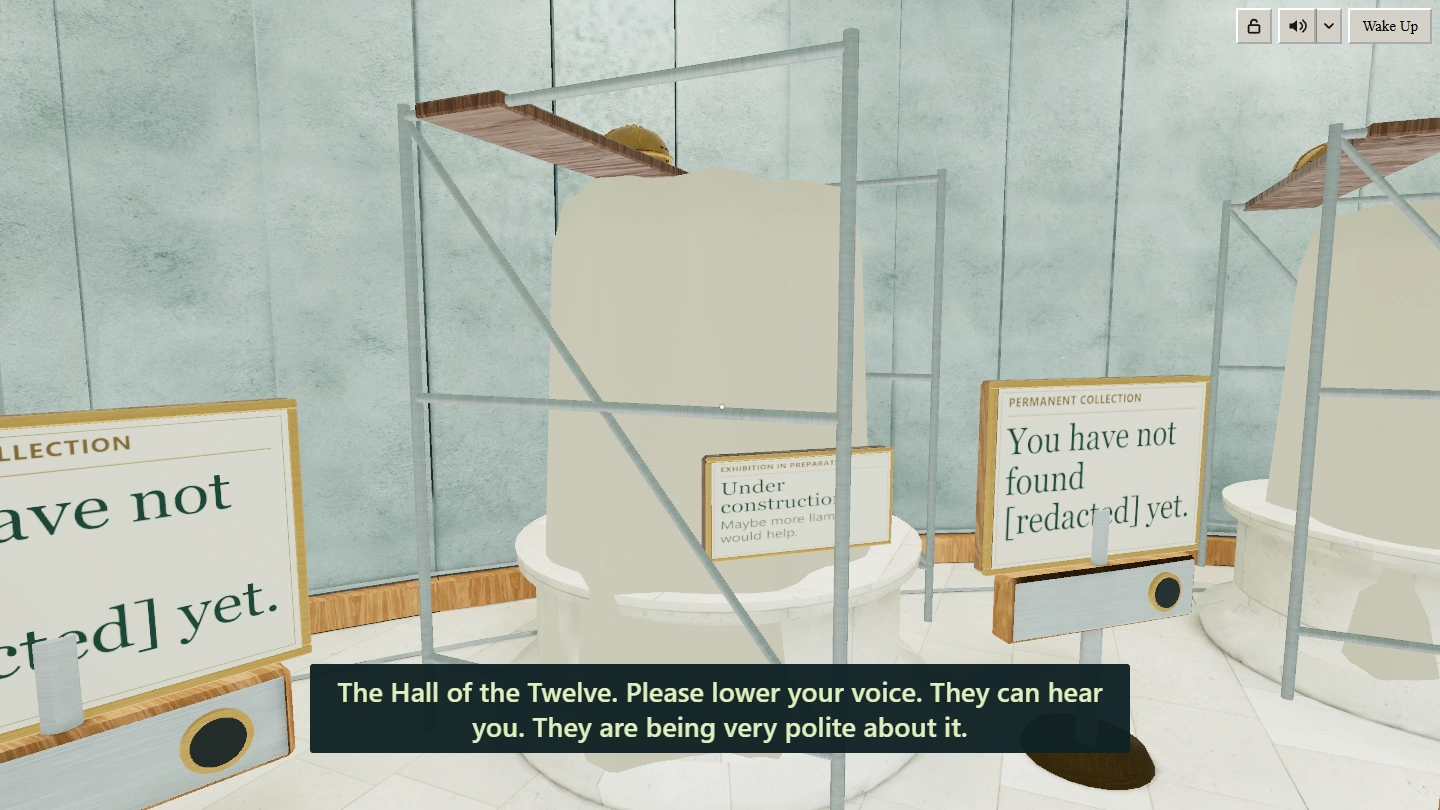 Wake Up
LLECTION
ave not
cted] yet.
EXHIBITION IN PREPARAT
Under
constructio
Maybe more llam
would help.
PERMANENT COLLECTION
You have not
found
[redacted] yet.
The Hall of the Twelve. Please lower your voice. They can hear
you. They are being very polite about it.